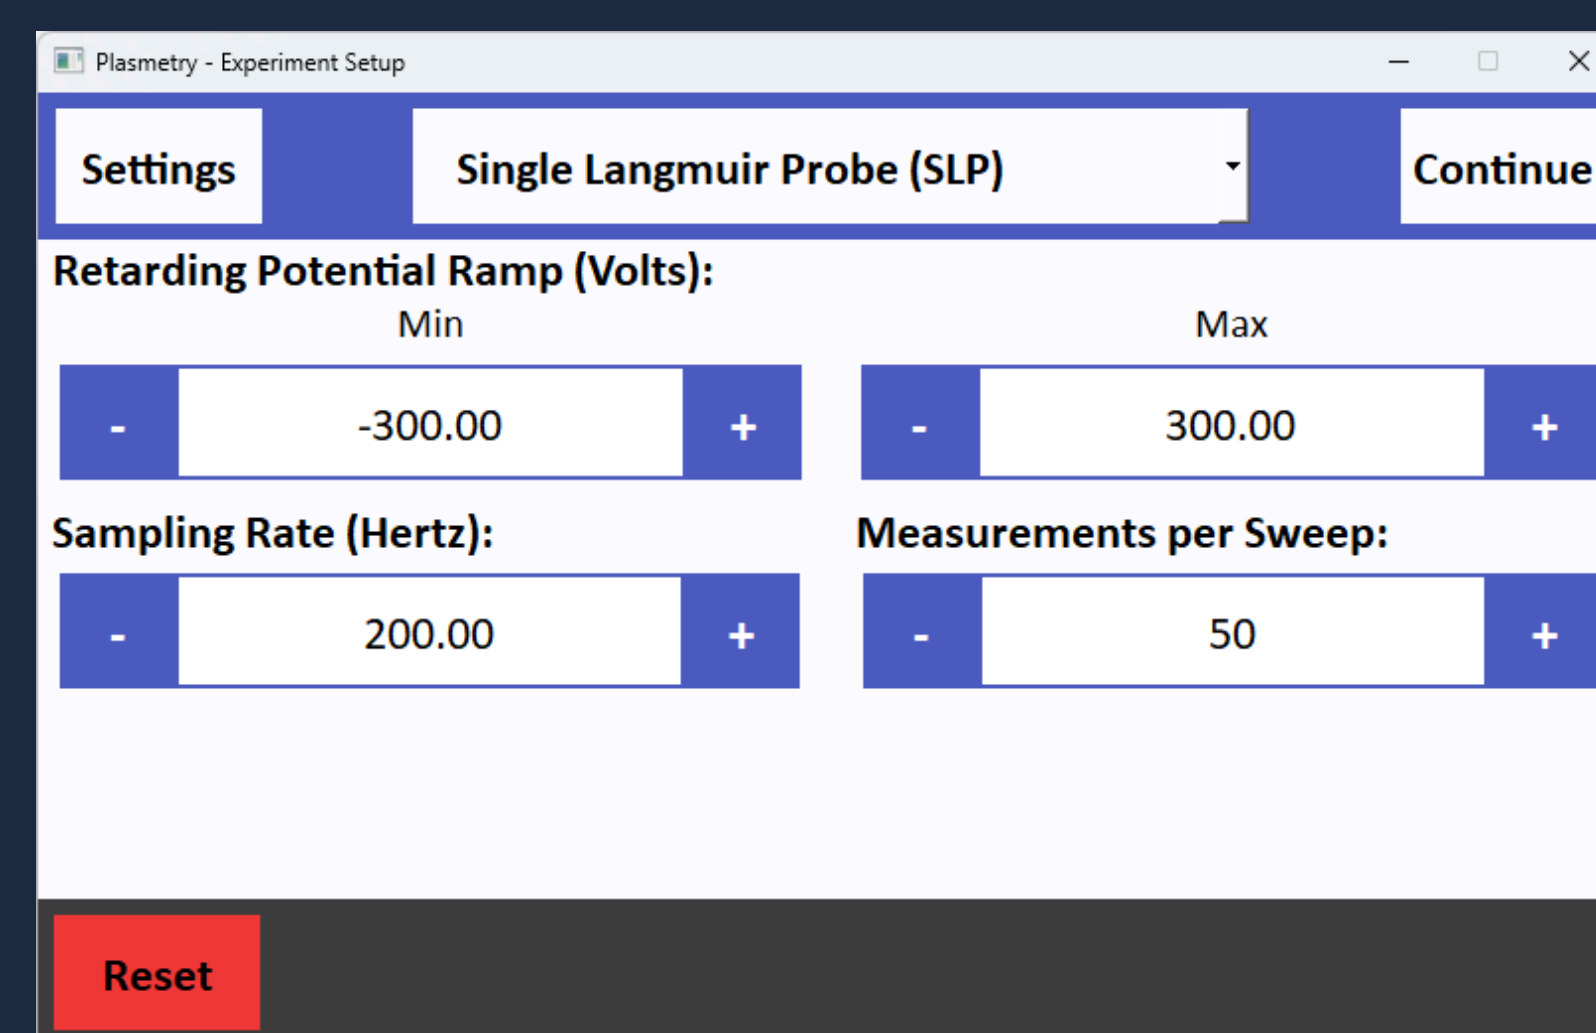 Plasmetry - Experiment Setup
Settings
Single Langmuir Probe (SLP)
Continue
Retarding Potential Ramp (Volts):
Min
Max
- -300.00 +
- 300.00 +
Sampling Rate (Hertz):
Measurements per Sweep:
- 200.00 +
- 50 +
Reset